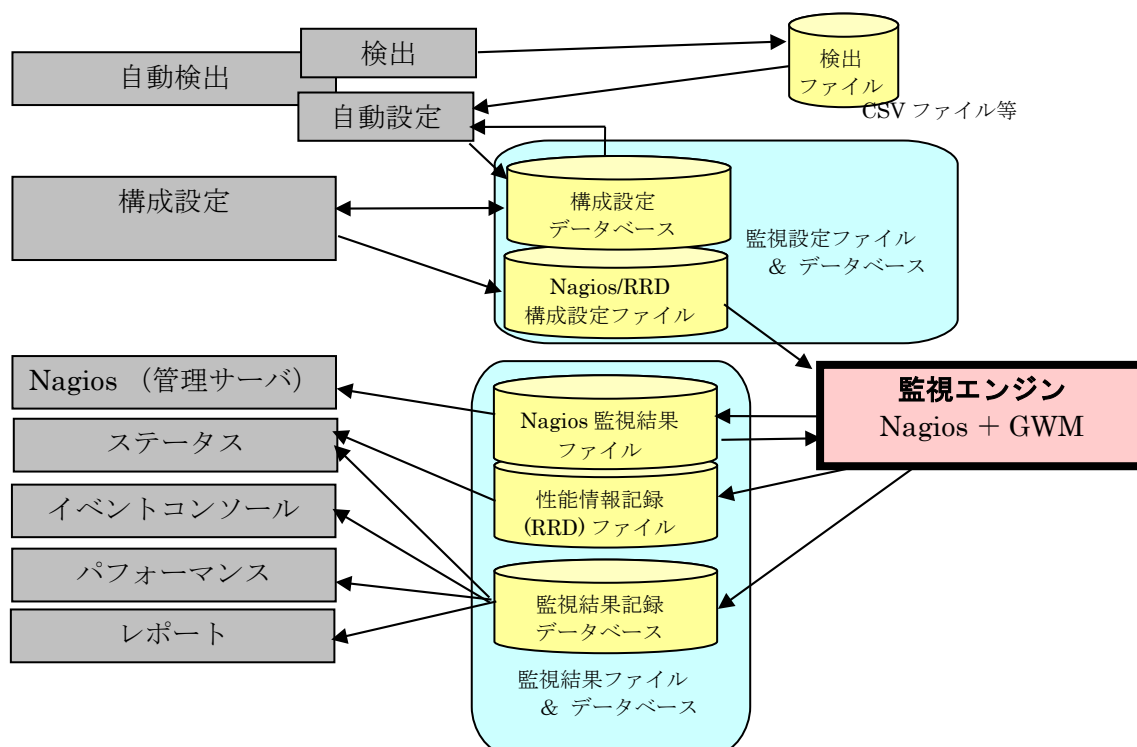 検出
自動検出
検出
ファイル
CSV ファイル等
自動設定
構成設定
構成設定
データベース
監視設定ファイル
& データベース
Nagios/RRD
構成設定ファイル
Nagios (管理サーバ)
ステータス
イベントコンソール
パフォーマンス
レポート
Nagios 監視結果
ファイル
性能情報記録
(RRD) ファイル
監視結果記録
データベース
監視結果ファイル
& データベース
監視エンジン
Nagios + GWM